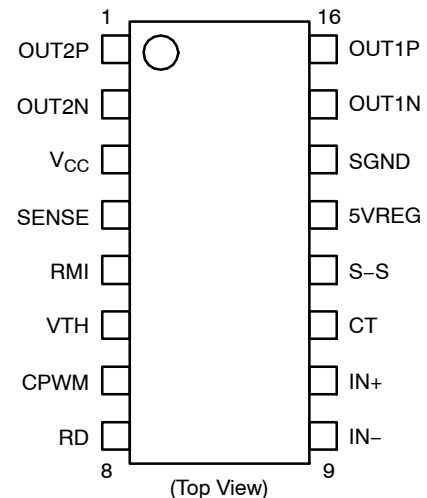 1 16
OUT2P OUT1P
OUT2N OUT1N
VCC SGND
SENSE 5VREG
RMI S−S
VTH CT
CPWM IN+
RD IN−
8 9
(Top View)